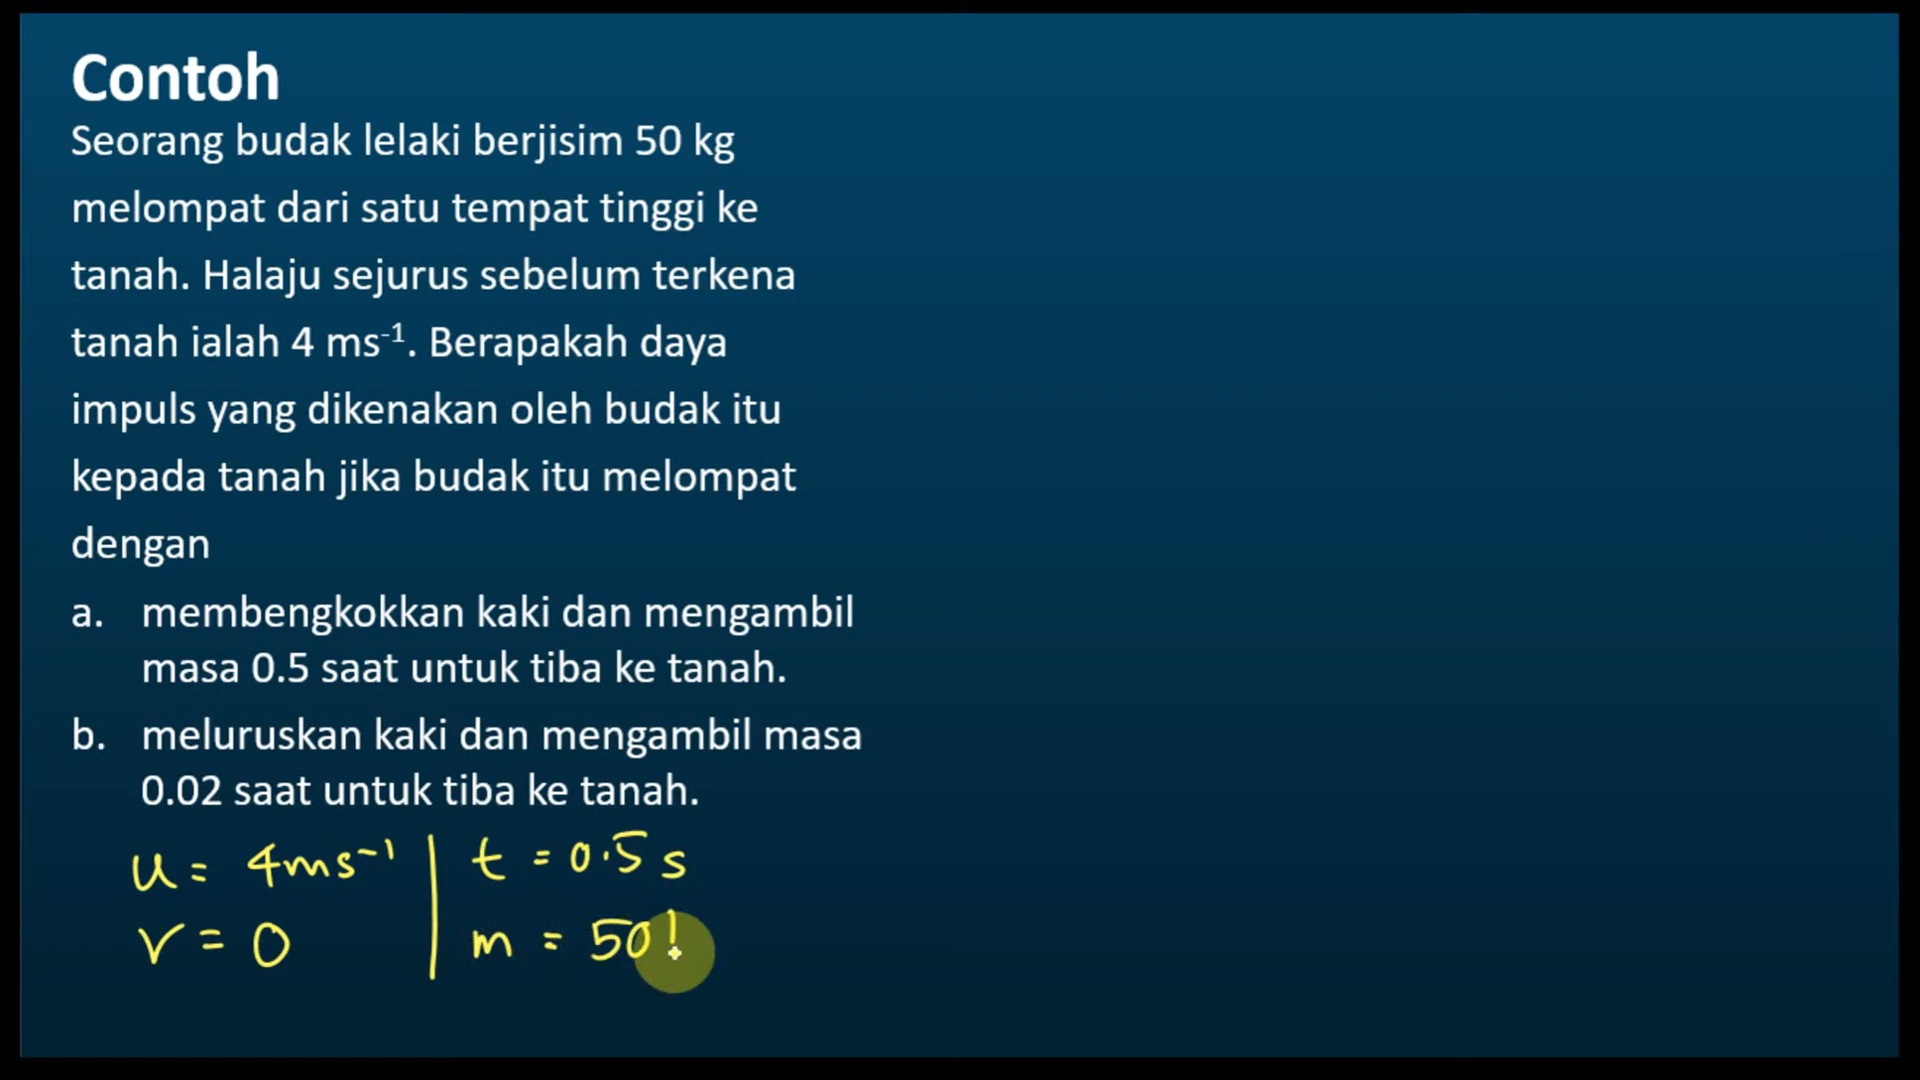 Contoh
Seorang budak lelaki berjisim 50 kg
melompat dari satu tempat tinggi ke
tanah. Halaju sejurus sebelum terkena
tanah ialah 4 ms⁻¹. Berapakah daya
impuls yang dikenakan oleh budak itu
kepada tanah jika budak itu melompat
dengan
a. membengkokkan kaki dan mengambil
masa 0.5 saat untuk tiba ke tanah.
b. meluruskan kaki dan mengambil masa
0.02 saat untuk tiba ke tanah.
u = 4ms⁻¹ | t = 0.5 s
v = 0 | m = 50